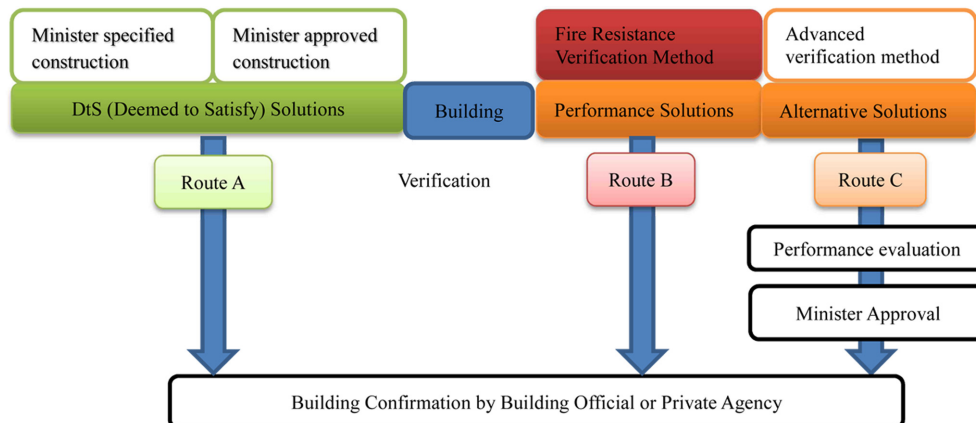 Minister specified
construction
Minister approved
construction
Fire Resistance
Verification Method
Advanced
verification method
DtS (Deemed to Satisfy) Solutions
Building
Performance Solutions
Alternative Solutions
Route A
Verification
Route B
Route C
Performance evaluation
Minister Approval
Building Confirmation by Building Official or Private Agency